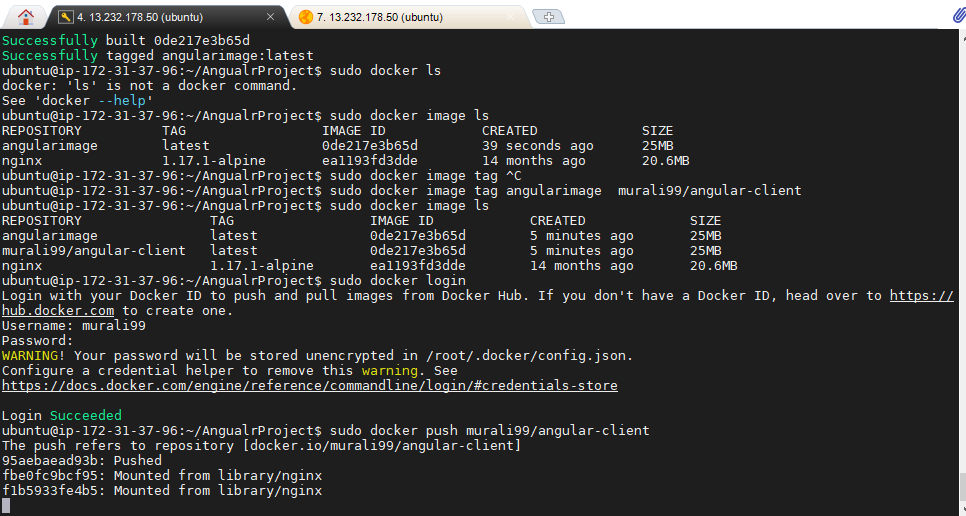 4. 13.232.178.50 (ubuntu)
7. 13.232.178.50 (ubuntu)
Successfully built 0de217e3b65d
Successfully tagged angularimage:latest
ubuntu@ip-172-31-37-96:~/AngualrProject$ sudo docker ls
docker: 'ls' is not a docker command.
See 'docker --help'
ubuntu@ip-172-31-37-96:~/AngualrProject$ sudo docker image ls
REPOSITORY          TAG                 IMAGE ID            CREATED             SIZE
angularimage        latest              0de217e3b65d        39 seconds ago      25MB
nginx               1.17.1-alpine       ea1193fd3dde        14 months ago       20.6MB
ubuntu@ip-172-31-37-96:~/AngualrProject$ sudo docker image tag ^C
ubuntu@ip-172-31-37-96:~/AngualrProject$ sudo docker image tag angularimage  murali99/angular-client
ubuntu@ip-172-31-37-96:~/AngualrProject$ sudo docker image ls
REPOSITORY                TAG                 IMAGE ID            CREATED             SIZE
angularimage              latest              0de217e3b65d        5 minutes ago       25MB
murali99/angular-client   latest              0de217e3b65d        5 minutes ago       25MB
nginx                     1.17.1-alpine       ea1193fd3dde        14 months ago       20.6MB
ubuntu@ip-172-31-37-96:~/AngualrProject$ sudo docker login
Login with your Docker ID to push and pull images from Docker Hub. If you don't have a Docker ID, head over to https://
hub.docker.com to create one.
Username: murali99
Password:
WARNING! Your password will be stored unencrypted in /root/.docker/config.json.
Configure a credential helper to remove this warning. See
https://docs.docker.com/engine/reference/commandline/login/#credentials-store
Login Succeeded
ubuntu@ip-172-31-37-96:~/AngualrProject$ sudo docker push murali99/angular-client
The push refers to repository [docker.io/murali99/angular-client]
95aebaead93b: Pushed
fbe0fc9bcf95: Mounted from library/nginx
f1b5933fe4b5: Mounted from library/nginx